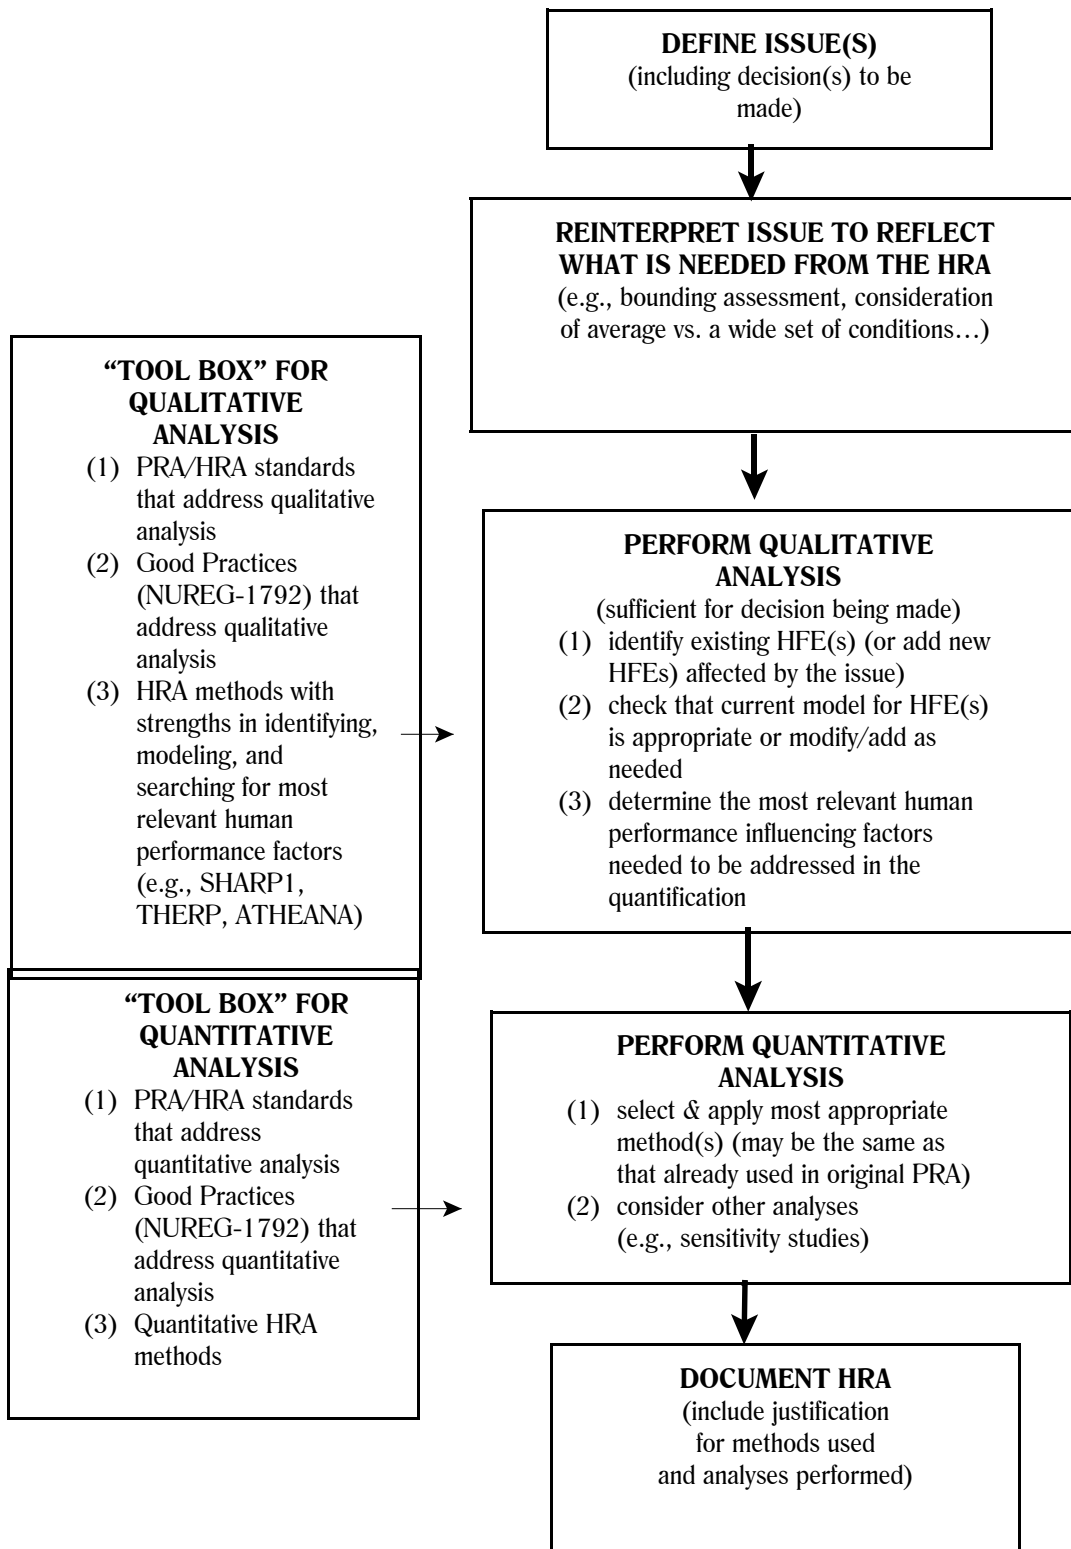 DEFINE ISSUE(S)
(including decision(s) to be
made)
REINTERPRET ISSUE TO REFLECT
WHAT IS NEEDED FROM THE HRA
(e.g., bounding assessment, consideration
of average vs. a wide set of conditions…)
“TOOL BOX” FOR
QUALITATIVE
ANALYSIS
(1) PRA/HRA standards
that address qualitative
analysis
(2) Good Practices
(NUREG-1792) that
address qualitative
analysis
(3) HRA methods with
strengths in identifying,
modeling, and
searching for most
relevant human
performance factors
(e.g., SHARP1,
THERP, ATHEANA)
PERFORM QUALITATIVE
ANALYSIS
(sufficient for decision being made)
(1) identify existing HFE(s) (or add new
HFEs) affected by the issue)
(2) check that current model for HFE(s)
is appropriate or modify/add as
needed
(3) determine the most relevant human
performance influencing factors
needed to be addressed in the
quantification
“TOOL BOX” FOR
QUANTITATIVE
ANALYSIS
(1) PRA/HRA standards
that address
quantitative analysis
(2) Good Practices
(NUREG-1792) that
address quantitative
analysis
(3) Quantitative HRA
methods
PERFORM QUANTITATIVE
ANALYSIS
(1) select & apply most appropriate
method(s) (may be the same as
that already used in original PRA)
(2) consider other analyses
(e.g., sensitivity studies)
DOCUMENT HRA
(include justification
for methods used
and analyses performed)